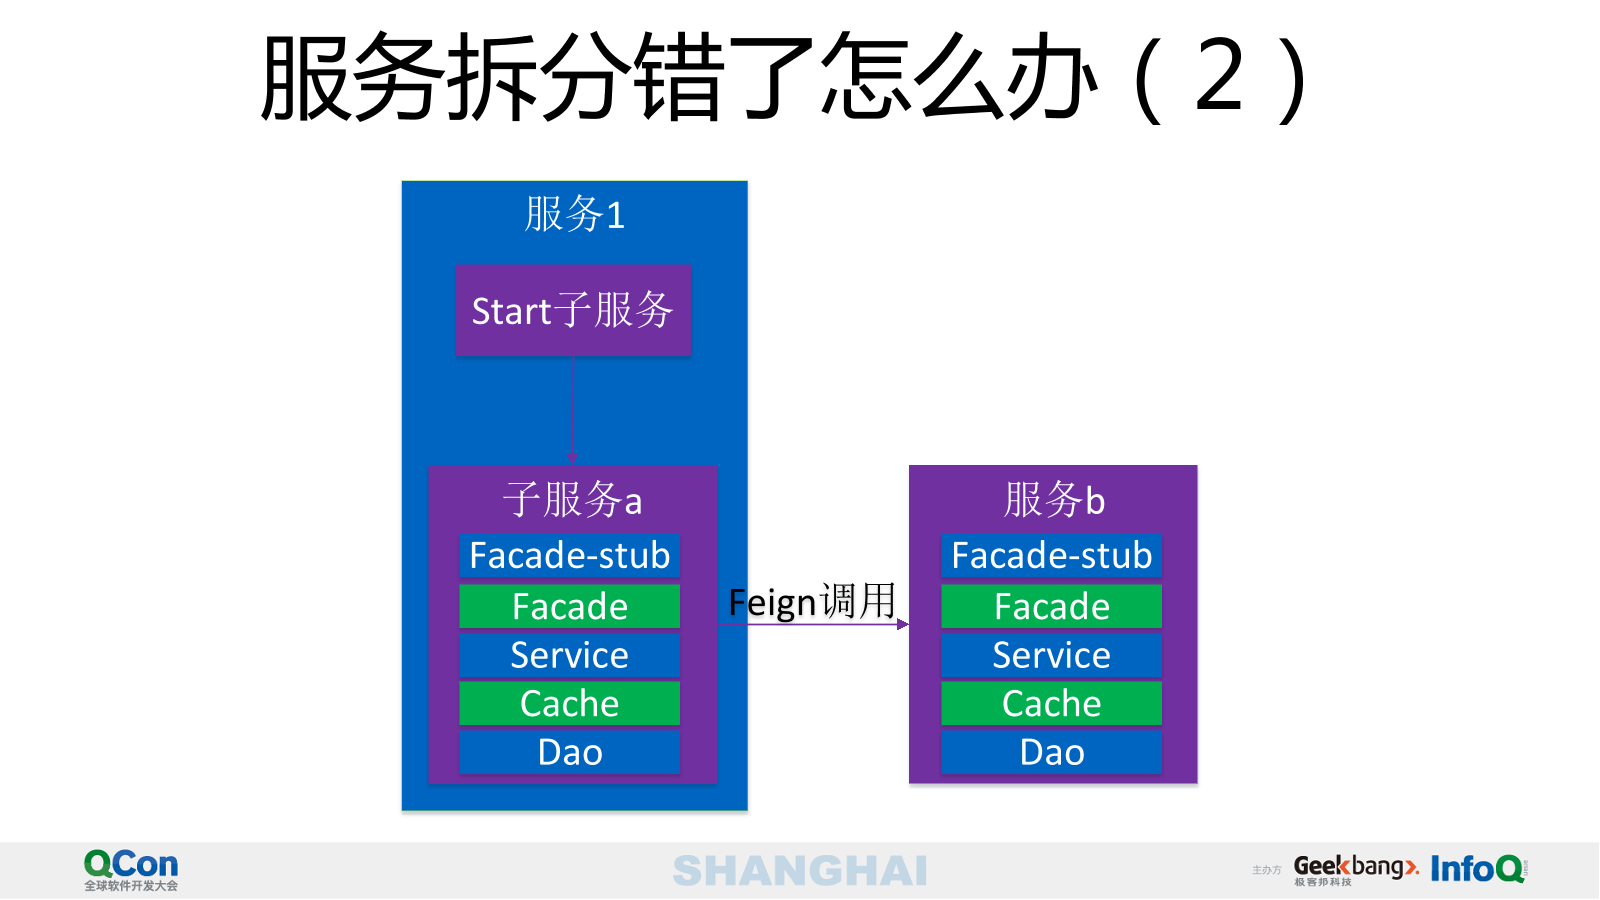 服务拆分错了怎么办（2）
服务1
Start子服务
子服务a
Facade-stub
Facade
Service
Cache
Dao
Feign调用
服务b
Facade-stub
Facade
Service
Cache
Dao
QCon
全球软件开发大会
SHANGHAI
主办方
Geekbang>.
极客邦科技
InfoQ